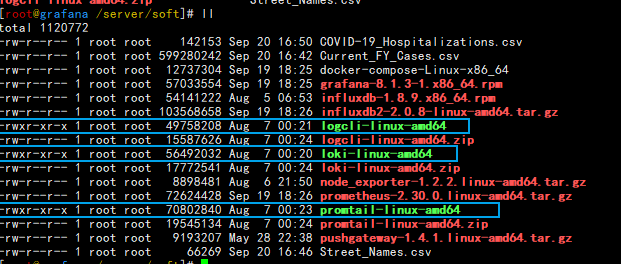 logcli-linux-amd64.zip Street_Names.csv
[root@grafana /server/soft]# ll
total 1120772
-rw-r--r-- 1 root root 142153 Sep 20 16:50 COVID-19_Hospitalizations.csv
-rw-r--r-- 1 root root 599280242 Sep 20 16:42 Current_FY_Cases.csv
-rw-r--r-- 1 root root 12737304 Sep 19 18:25 docker-compose-Linux-x86_64
-rw-r--r-- 1 root root 57033554 Sep 19 18:25 grafana-8.1.3-1.x86_64.rpm
-rw-r--r-- 1 root root 54141222 Aug 5 06:53 influxdb-1.8.9.x86_64.rpm
-rw-r--r-- 1 root root 103568658 Sep 19 18:26 influxdb2-2.0.8-linux-amd64.tar.gz
-rwxr-xr-x 1 root root 49758208 Aug 7 00:21 logcli-linux-amd64
-rw-r--r-- 1 root root 15587626 Aug 7 00:24 logcli-linux-amd64.zip
-rwxr-xr-x 1 root root 56492032 Aug 7 00:20 loki-linux-amd64
-rw-r--r-- 1 root root 17772541 Aug 7 00:24 loki-linux-amd64.zip
-rw-r--r-- 1 root root 8898481 Aug 6 21:50 node_exporter-1.2.2.linux-amd64.tar.gz
-rw-r--r-- 1 root root 72624428 Sep 19 18:26 prometheus-2.30.0.linux-amd64.tar.gz
-rwxr-xr-x 1 root root 70802840 Aug 7 00:23 promtail-linux-amd64
-rw-r--r-- 1 root root 19545134 Aug 7 00:24 promtail-linux-amd64.zip
-rw-r--r-- 1 root root 9193207 May 28 22:38 pushgateway-1.4.1.linux-amd64.tar.gz
-rw-r--r-- 1 root root 66269 Sep 20 16:46 Street_Names.csv
[root@grafana /server/soft]#